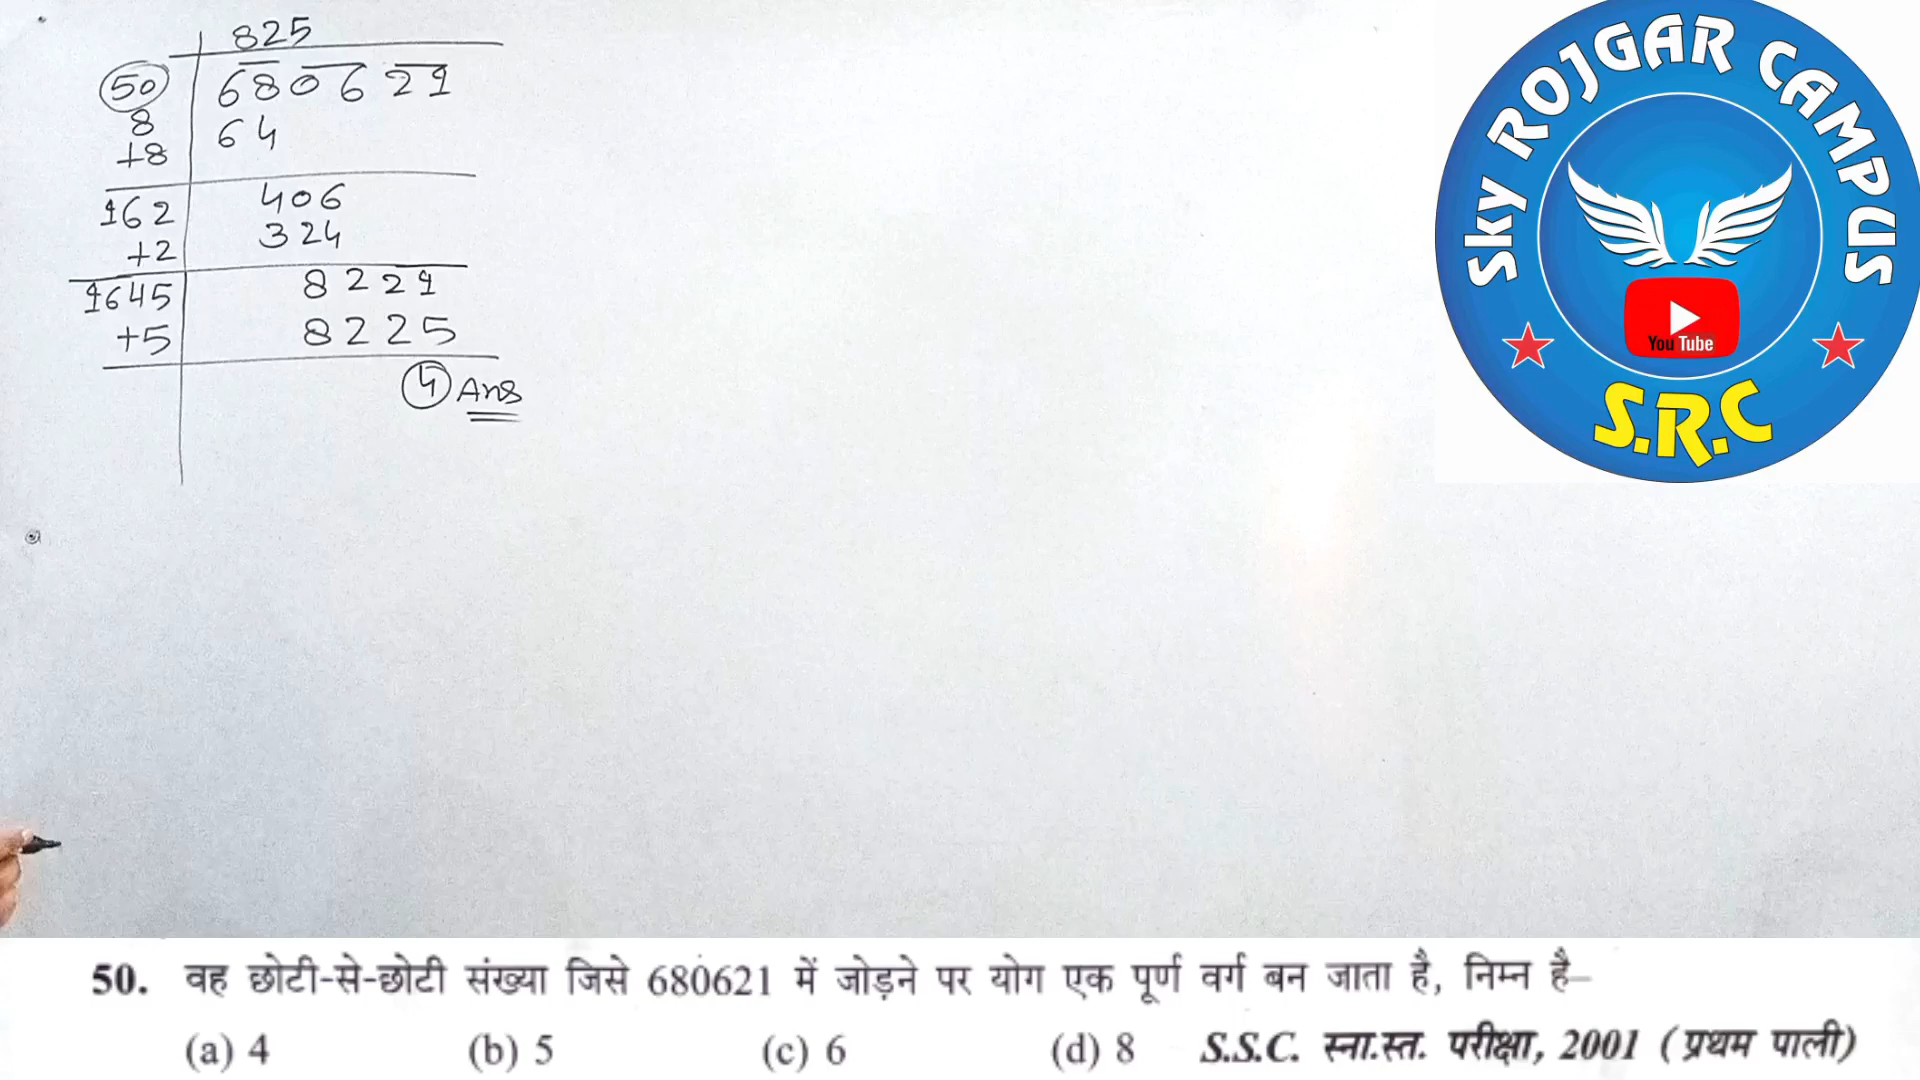 825
50 680621
8 64
+8
162 406
+2 324
1645 8221
+5 8225
4 Ans
Sky ROJGAR CAMPUS
You Tube
S.R.C
50. वह छोटी-से-छोटी संख्या जिसे 680621 में जोड़ने पर योग एक पूर्ण वर्ग बन जाता है, निम्न है–
(a) 4 (b) 5 (c) 6 (d) 8 S.S.C. स्ना.स्त. परीक्षा, 2001 (प्रथम पाली)